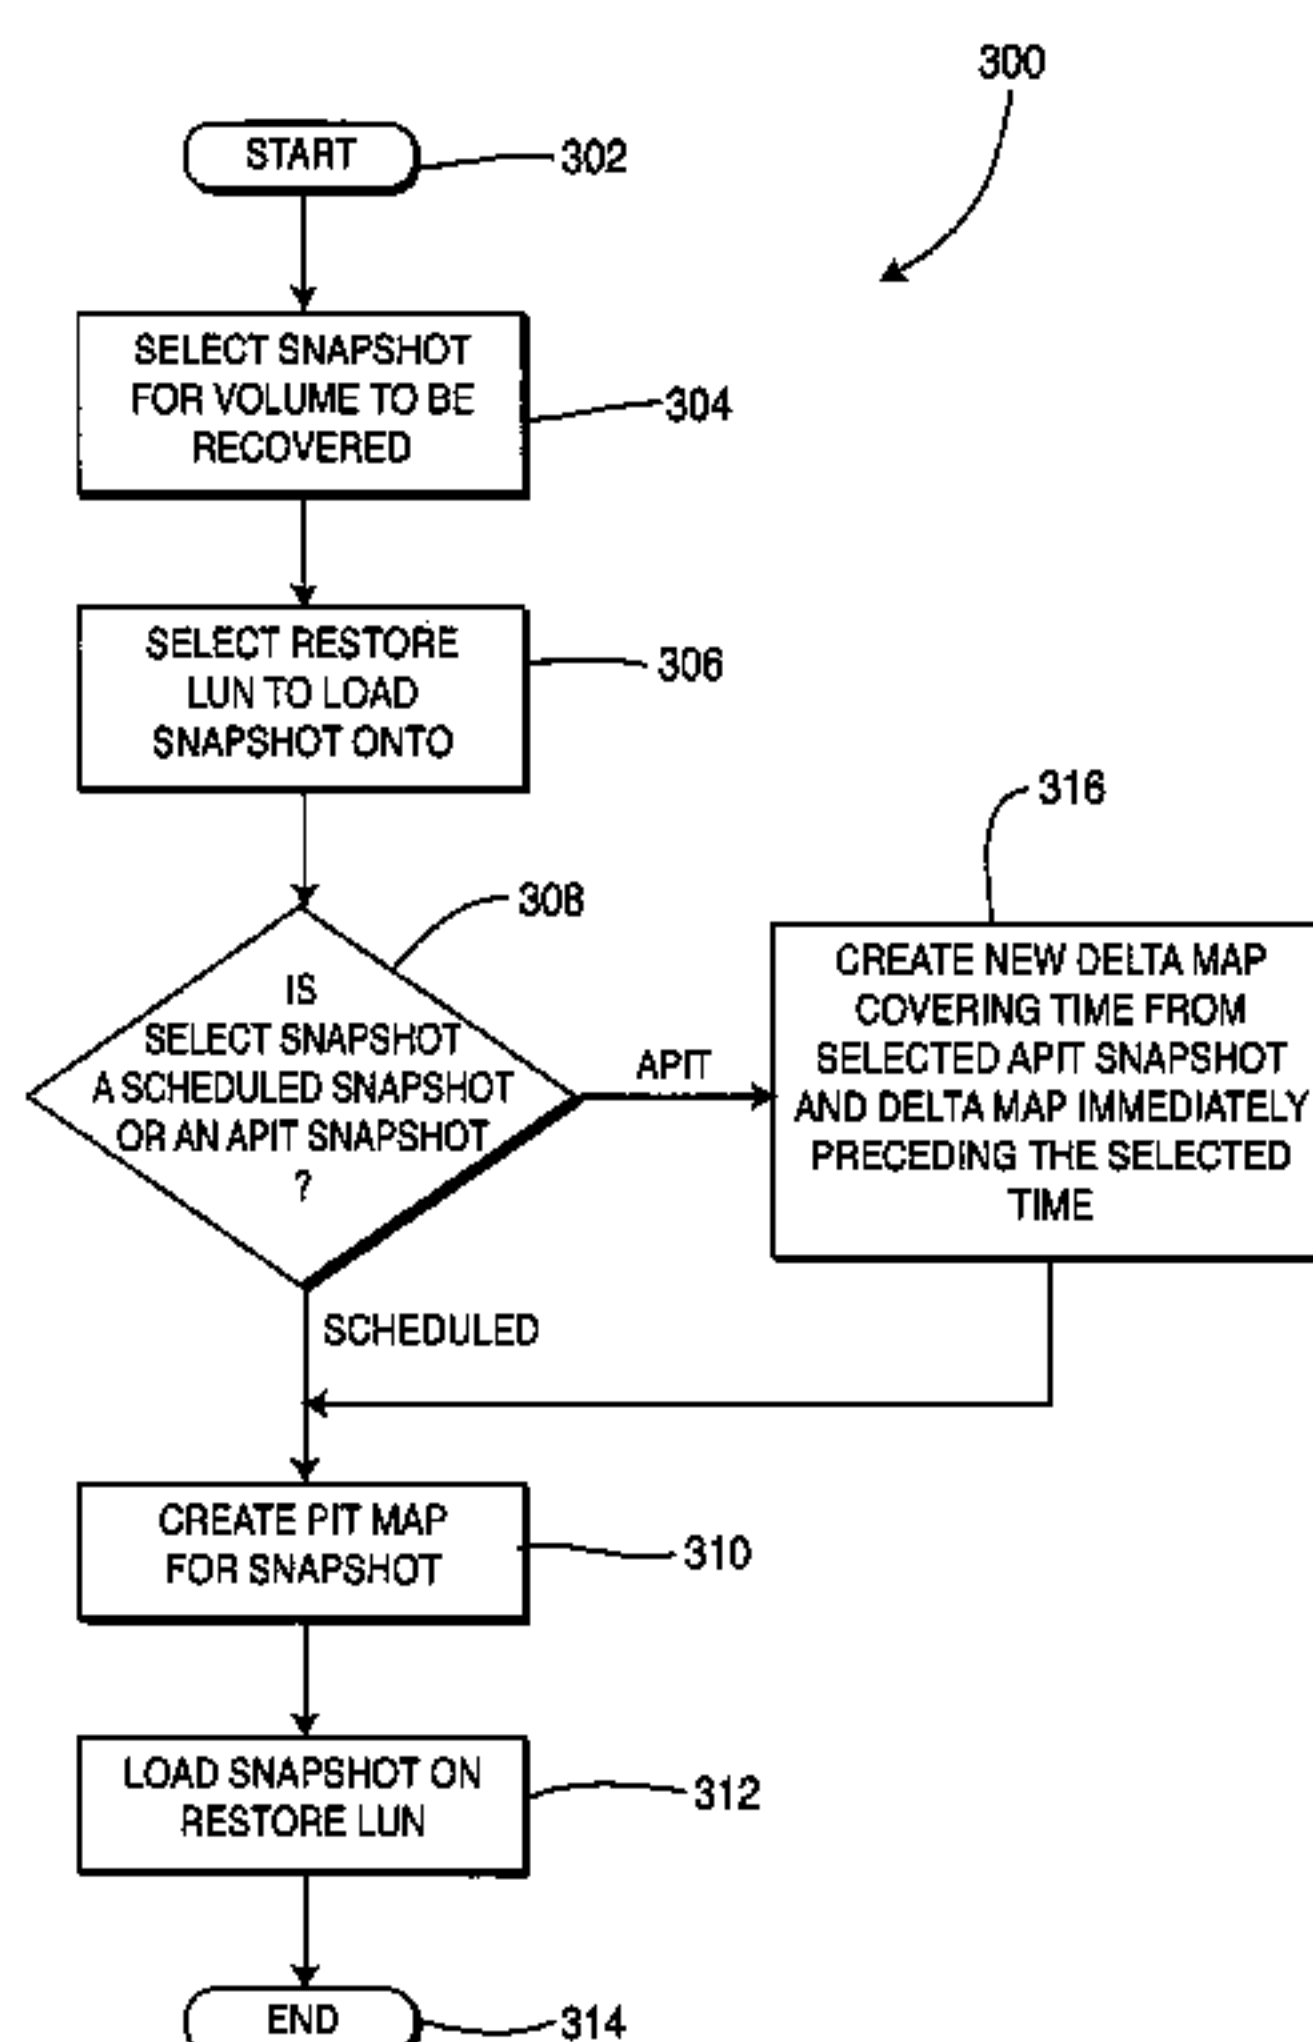 300
START
302
SELECT SNAPSHOT
FOR VOLUME TO BE
RECOVERED
304
SELECT RESTORE
LUN TO LOAD
SNAPSHOT ONTO
306
308
IS
SELECT SNAPSHOT
A SCHEDULED SNAPSHOT
OR AN APIT SNAPSHOT
?
APIT
316
CREATE NEW DELTA MAP
COVERING TIME FROM
SELECTED APIT SNAPSHOT
AND DELTA MAP IMMEDIATELY
PRECEDING THE SELECTED
TIME
SCHEDULED
CREATE PIT MAP
FOR SNAPSHOT
310
LOAD SNAPSHOT ON
RESTORE LUN
312
END
314